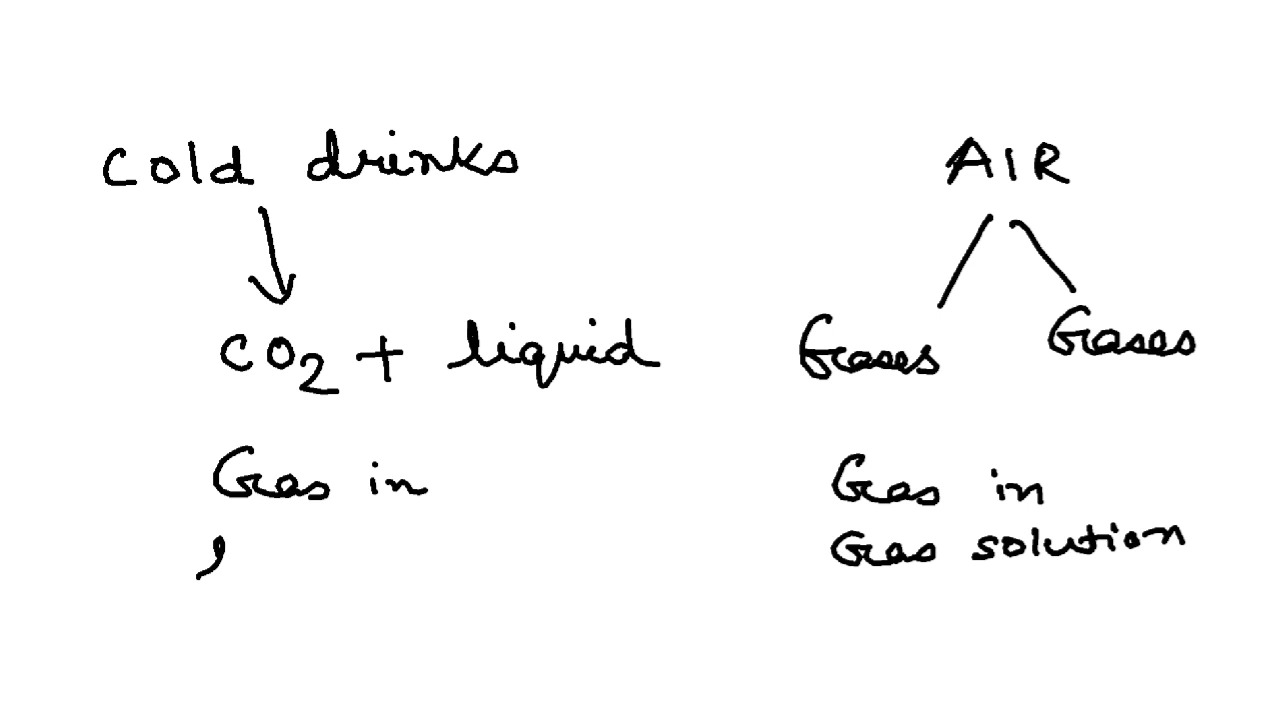 Cold drinks
CO2 + liquid
Gas in
AIR
Gases Gases
Gas in
Gas solution